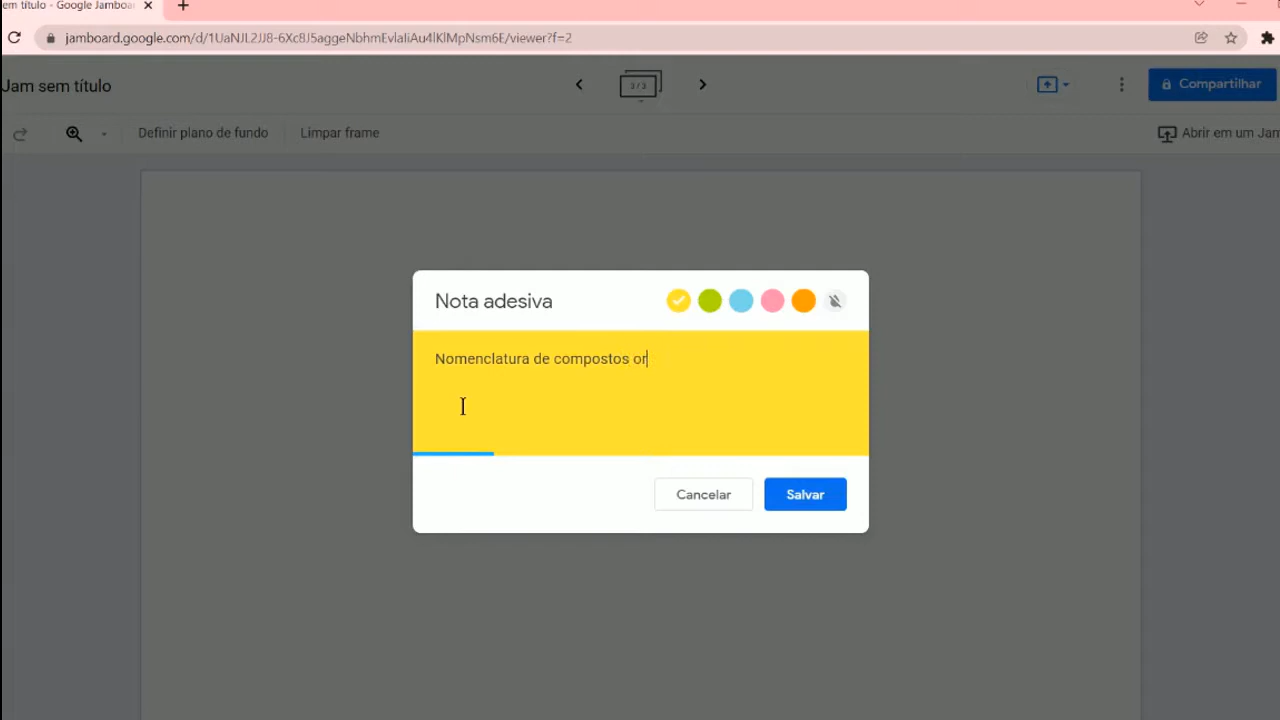 em título - Google Jamboa
jamboard.google.com/d/1UaNJL2JJ8-6Xc8J5aggeNbhmEvlaIiAu4lKlMpNsm6E/viewer?f=2
Jam sem título
3 / 3
Compartilhar
Definir plano de fundo
Limpar frame
Abrir em um Jam
Nota adesiva
Nomenclatura de compostos or
Cancelar
Salvar